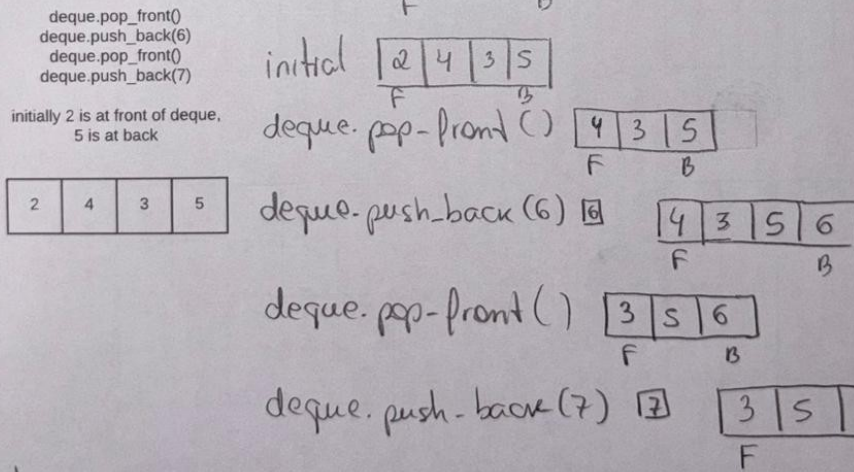 deque.pop_front()
deque.push_back(6)
deque.pop_front()
deque.push_back(7)
initially 2 is at front of deque,
5 is at back
2 4 3 5
F B
initial 2 4 3 5
F B
deque.pop-front() 4 3 5
F B
deque.push_back(6) 6 4 3 5 6
F B
deque.pop-front() 3 5 6
F B
deque.push-back(7) 7 3 5
F